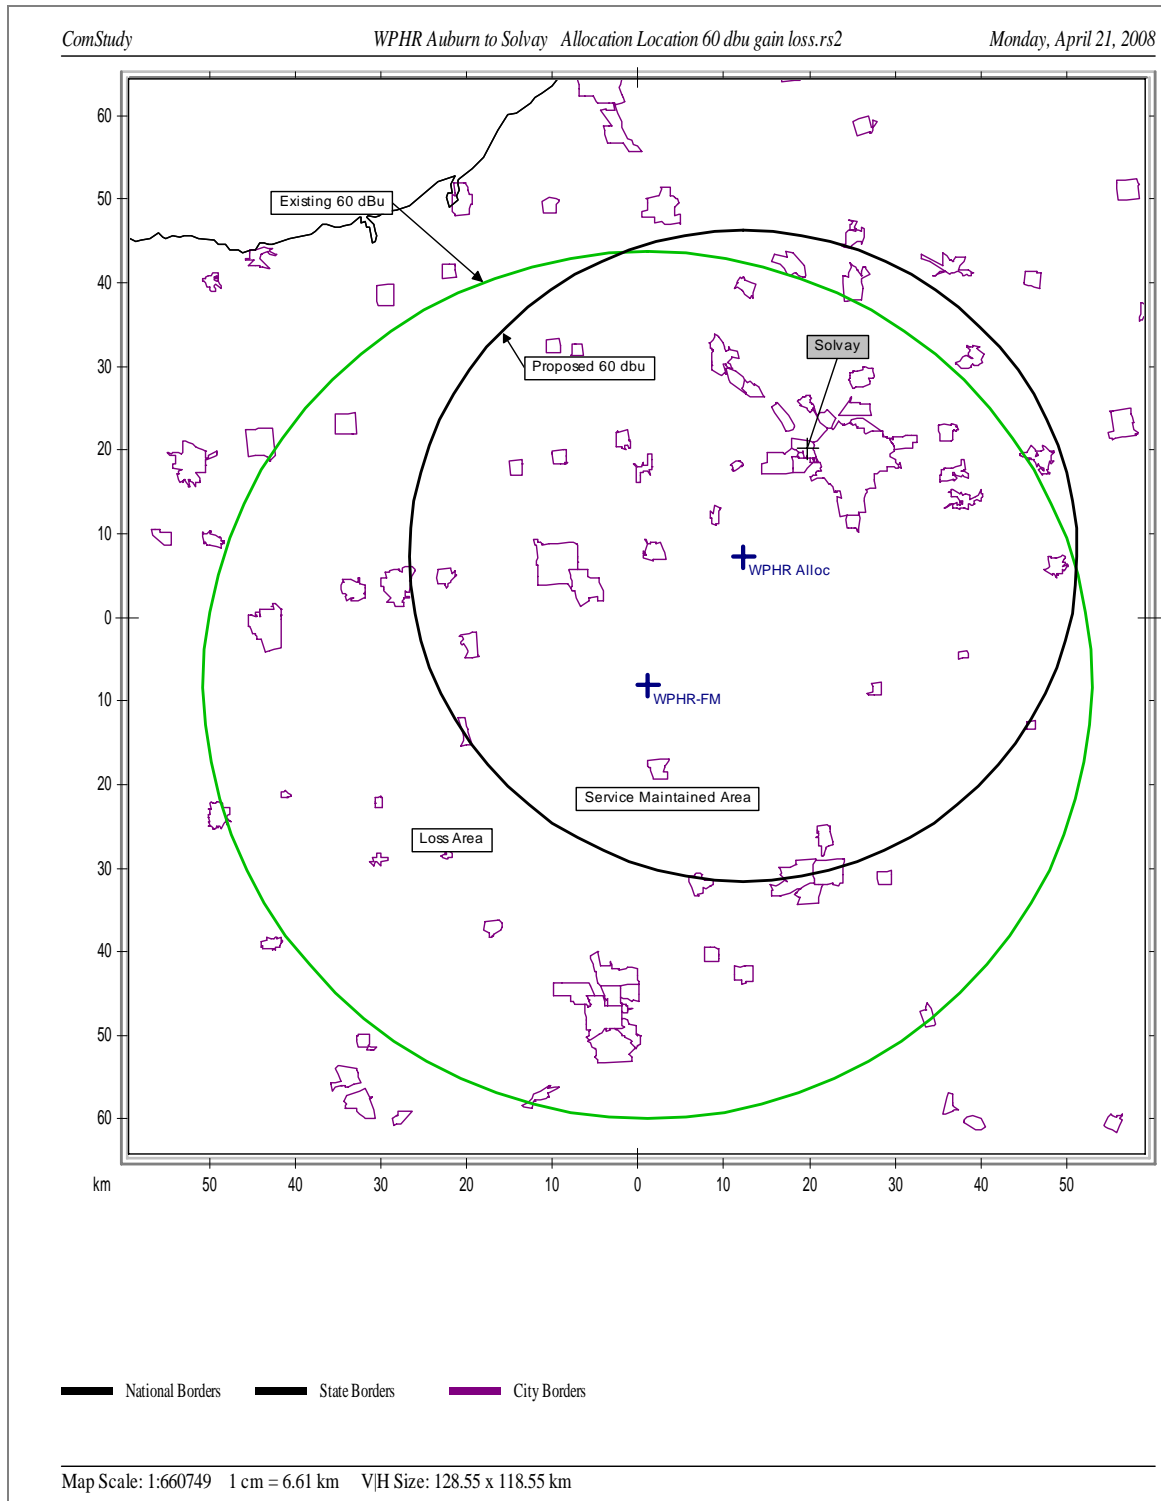 ComStudy WPHR Auburn to Solvay Allocation Location 60 dbu gain loss.rs2 Monday, April 21, 2008
60
50
Existing 60 dBu
40
Solvay
30
Proposed 60 dbu
20
10
WPHR Alloc
0
WPHR-FM
10
20
Service Maintained Area
Loss Area
30
40
50
60
km 50 40 30 20 10 0 10 20 30 40 50
National Borders State Borders City Borders
Map Scale: 1:660749 1 cm = 6.61 km V|H Size: 128.55 x 118.55 km